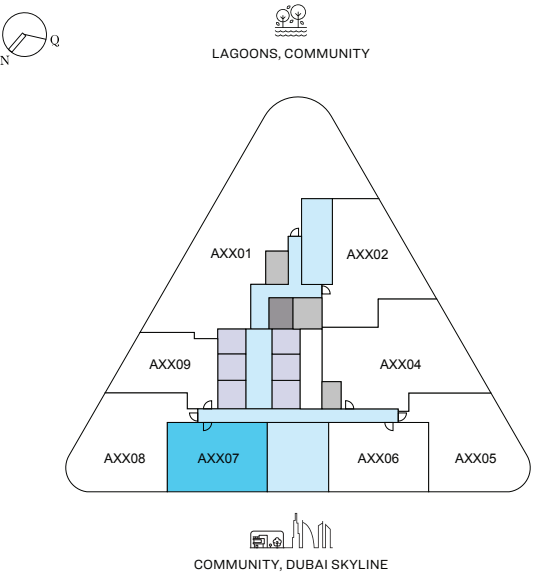 Q
N
LAGOONS, COMMUNITY
AXX01
AXX02
AXX09
AXX04
AXX08
AXX07
AXX06
AXX05
COMMUNITY, DUBAI SKYLINE